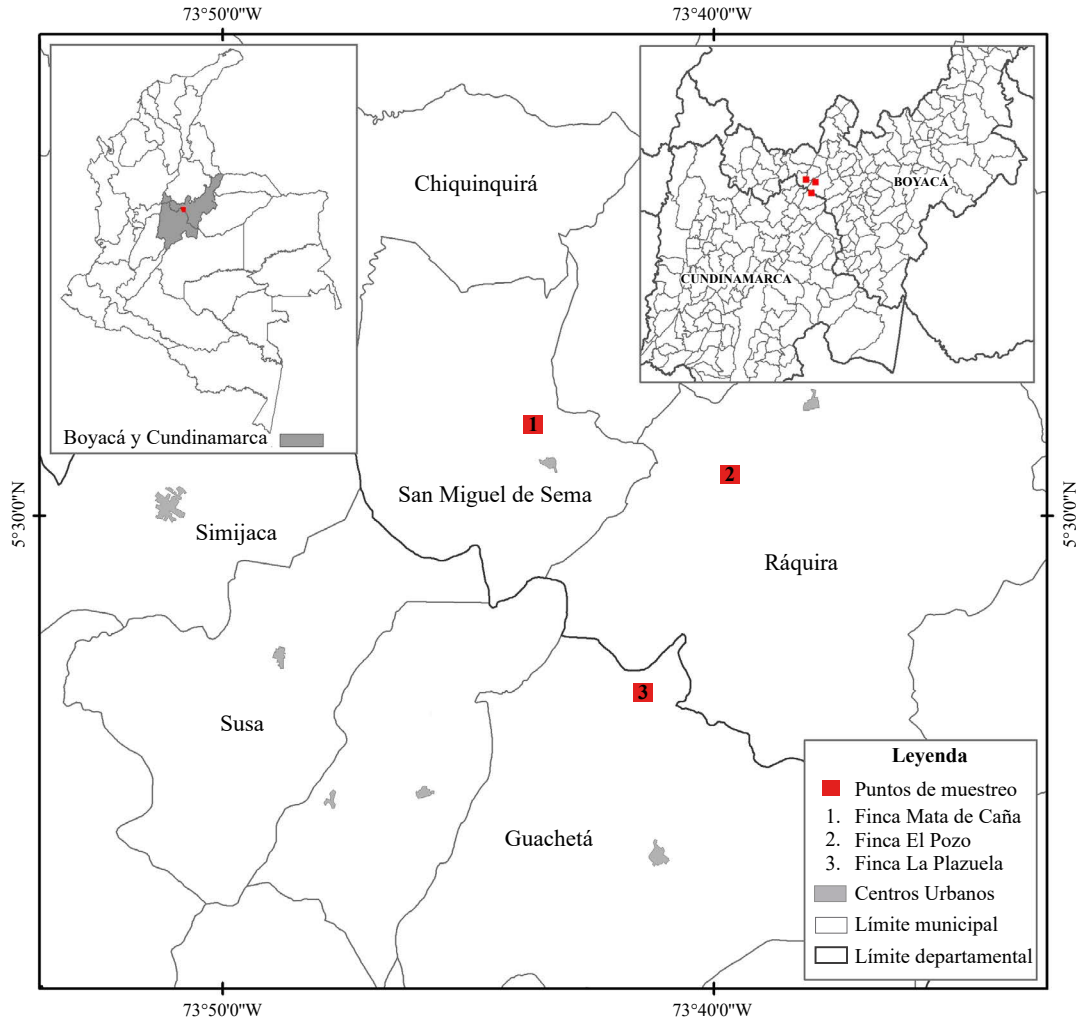 73°50'0"W
73°40'0"W
Boyacá y Cundinamarca
BOYACÁ
CUNDINAMARCA
Chiquinquirá
1
2
San Miguel de Sema
5°30'0"N
5°30'0"N
Simijaca
Ráquira
3
Susa
Guachetá
Leyenda
Puntos de muestreo
1. Finca Mata de Caña
2. Finca El Pozo
3. Finca La Plazuela
Centros Urbanos
Límite municipal
Límite departamental
73°50'0"W
73°40'0"W